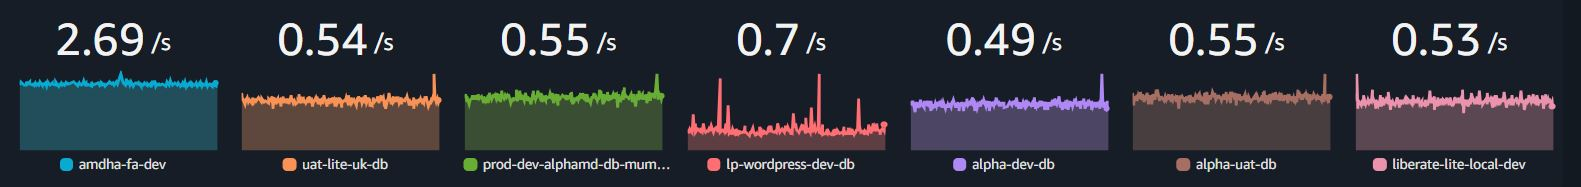 2.69 /s 0.54 /s 0.55 /s 0.7 /s 0.49 /s 0.55 /s 0.53 /s
amdha-fa-dev uat-lite-uk-db prod-dev-alphamd-db-mum... lp-wordpress-dev-db alpha-dev-db alpha-uat-db liberate-lite-local-dev